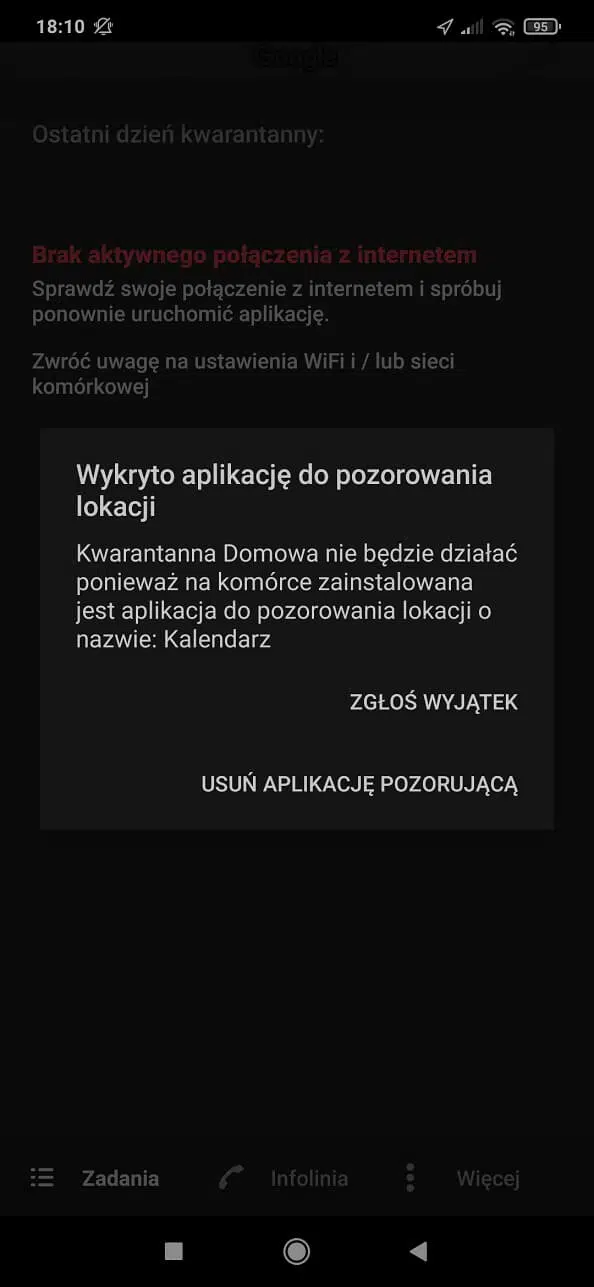 18:10
95
Ostatni dzień kwarantanny:
Brak aktywnego połączenia z internetem
Sprawdź swoje połączenie z internetem i spróbuj
ponownie uruchomić aplikację.
Zwróć uwagę na ustawienia WiFi i / lub sieci
komórkowej
Wykryto aplikację do pozorowania
lokacji
Kwarantanna Domowa nie będzie działać
ponieważ na komórce zainstalowana
jest aplikacja do pozorowania lokacji o
nazwie: Kalendarz
ZGŁOŚ WYJĄTEK
USUŃ APLIKACJĘ POZORUJĄCĄ
Zadania
Infolinia
Więcej